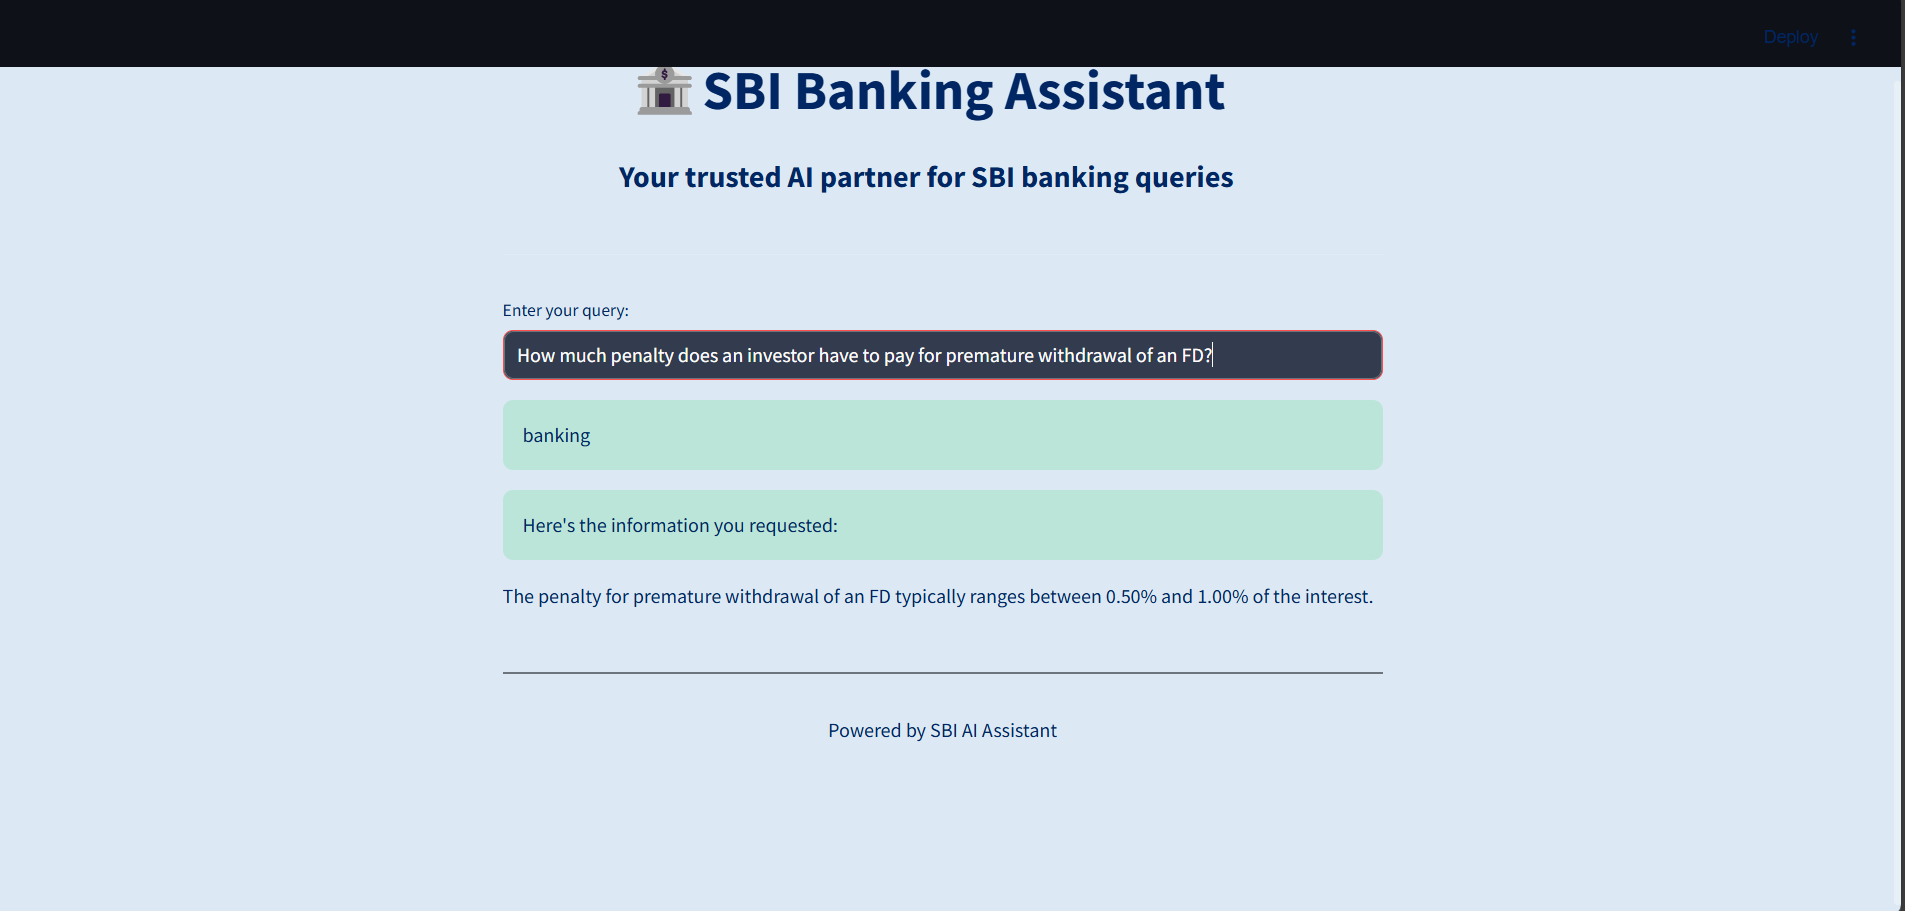 Deploy
SBI Banking Assistant
Your trusted AI partner for SBI banking queries
Enter your query:
How much penalty does an investor have to pay for premature withdrawal of an FD?
banking
Here's the information you requested:
The penalty for premature withdrawal of an FD typically ranges between 0.50% and 1.00% of the interest.
Powered by SBI AI Assistant